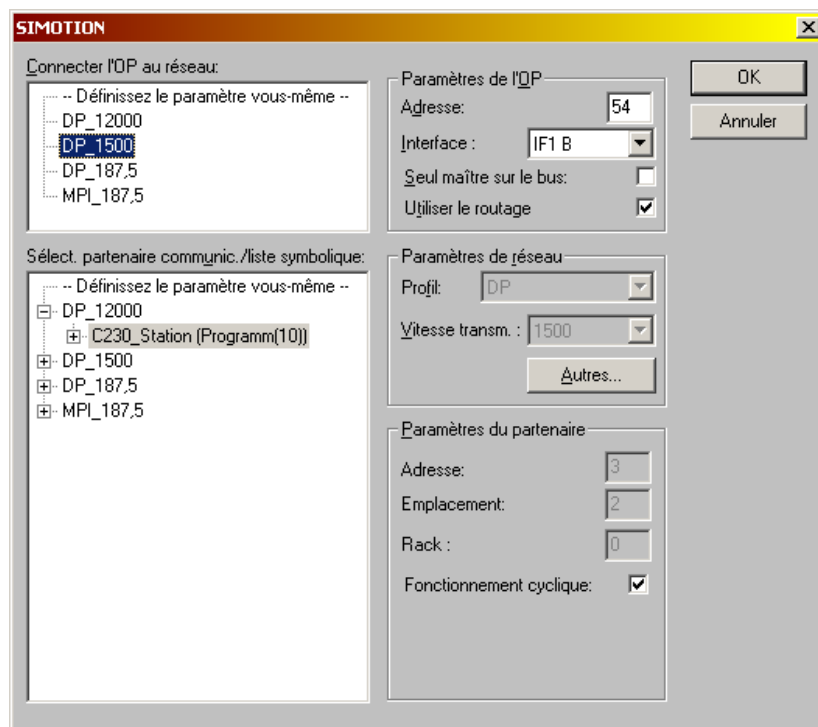 SIMOTION
Connecter l'OP au réseau:
-- Définissez le paramètre vous-même --
DP_12000
DP_1500
DP_187,5
MPI_187,5
Sélect. partenaire communic./liste symbolique:
-- Définissez le paramètre vous-même --
DP_12000
C230_Station (Programm(10))
DP_1500
DP_187,5
MPI_187,5
Paramètres de l'OP
Adresse: 54
Interface : IF1 B
Seul maître sur le bus:
Utiliser le routage
Paramètres de réseau
Profil: DP
Vitesse transm. : 1500
Autres...
Paramètres du partenaire
Adresse: 3
Emplacement: 2
Rack : 0
Fonctionnement cyclique:
OK
Annuler